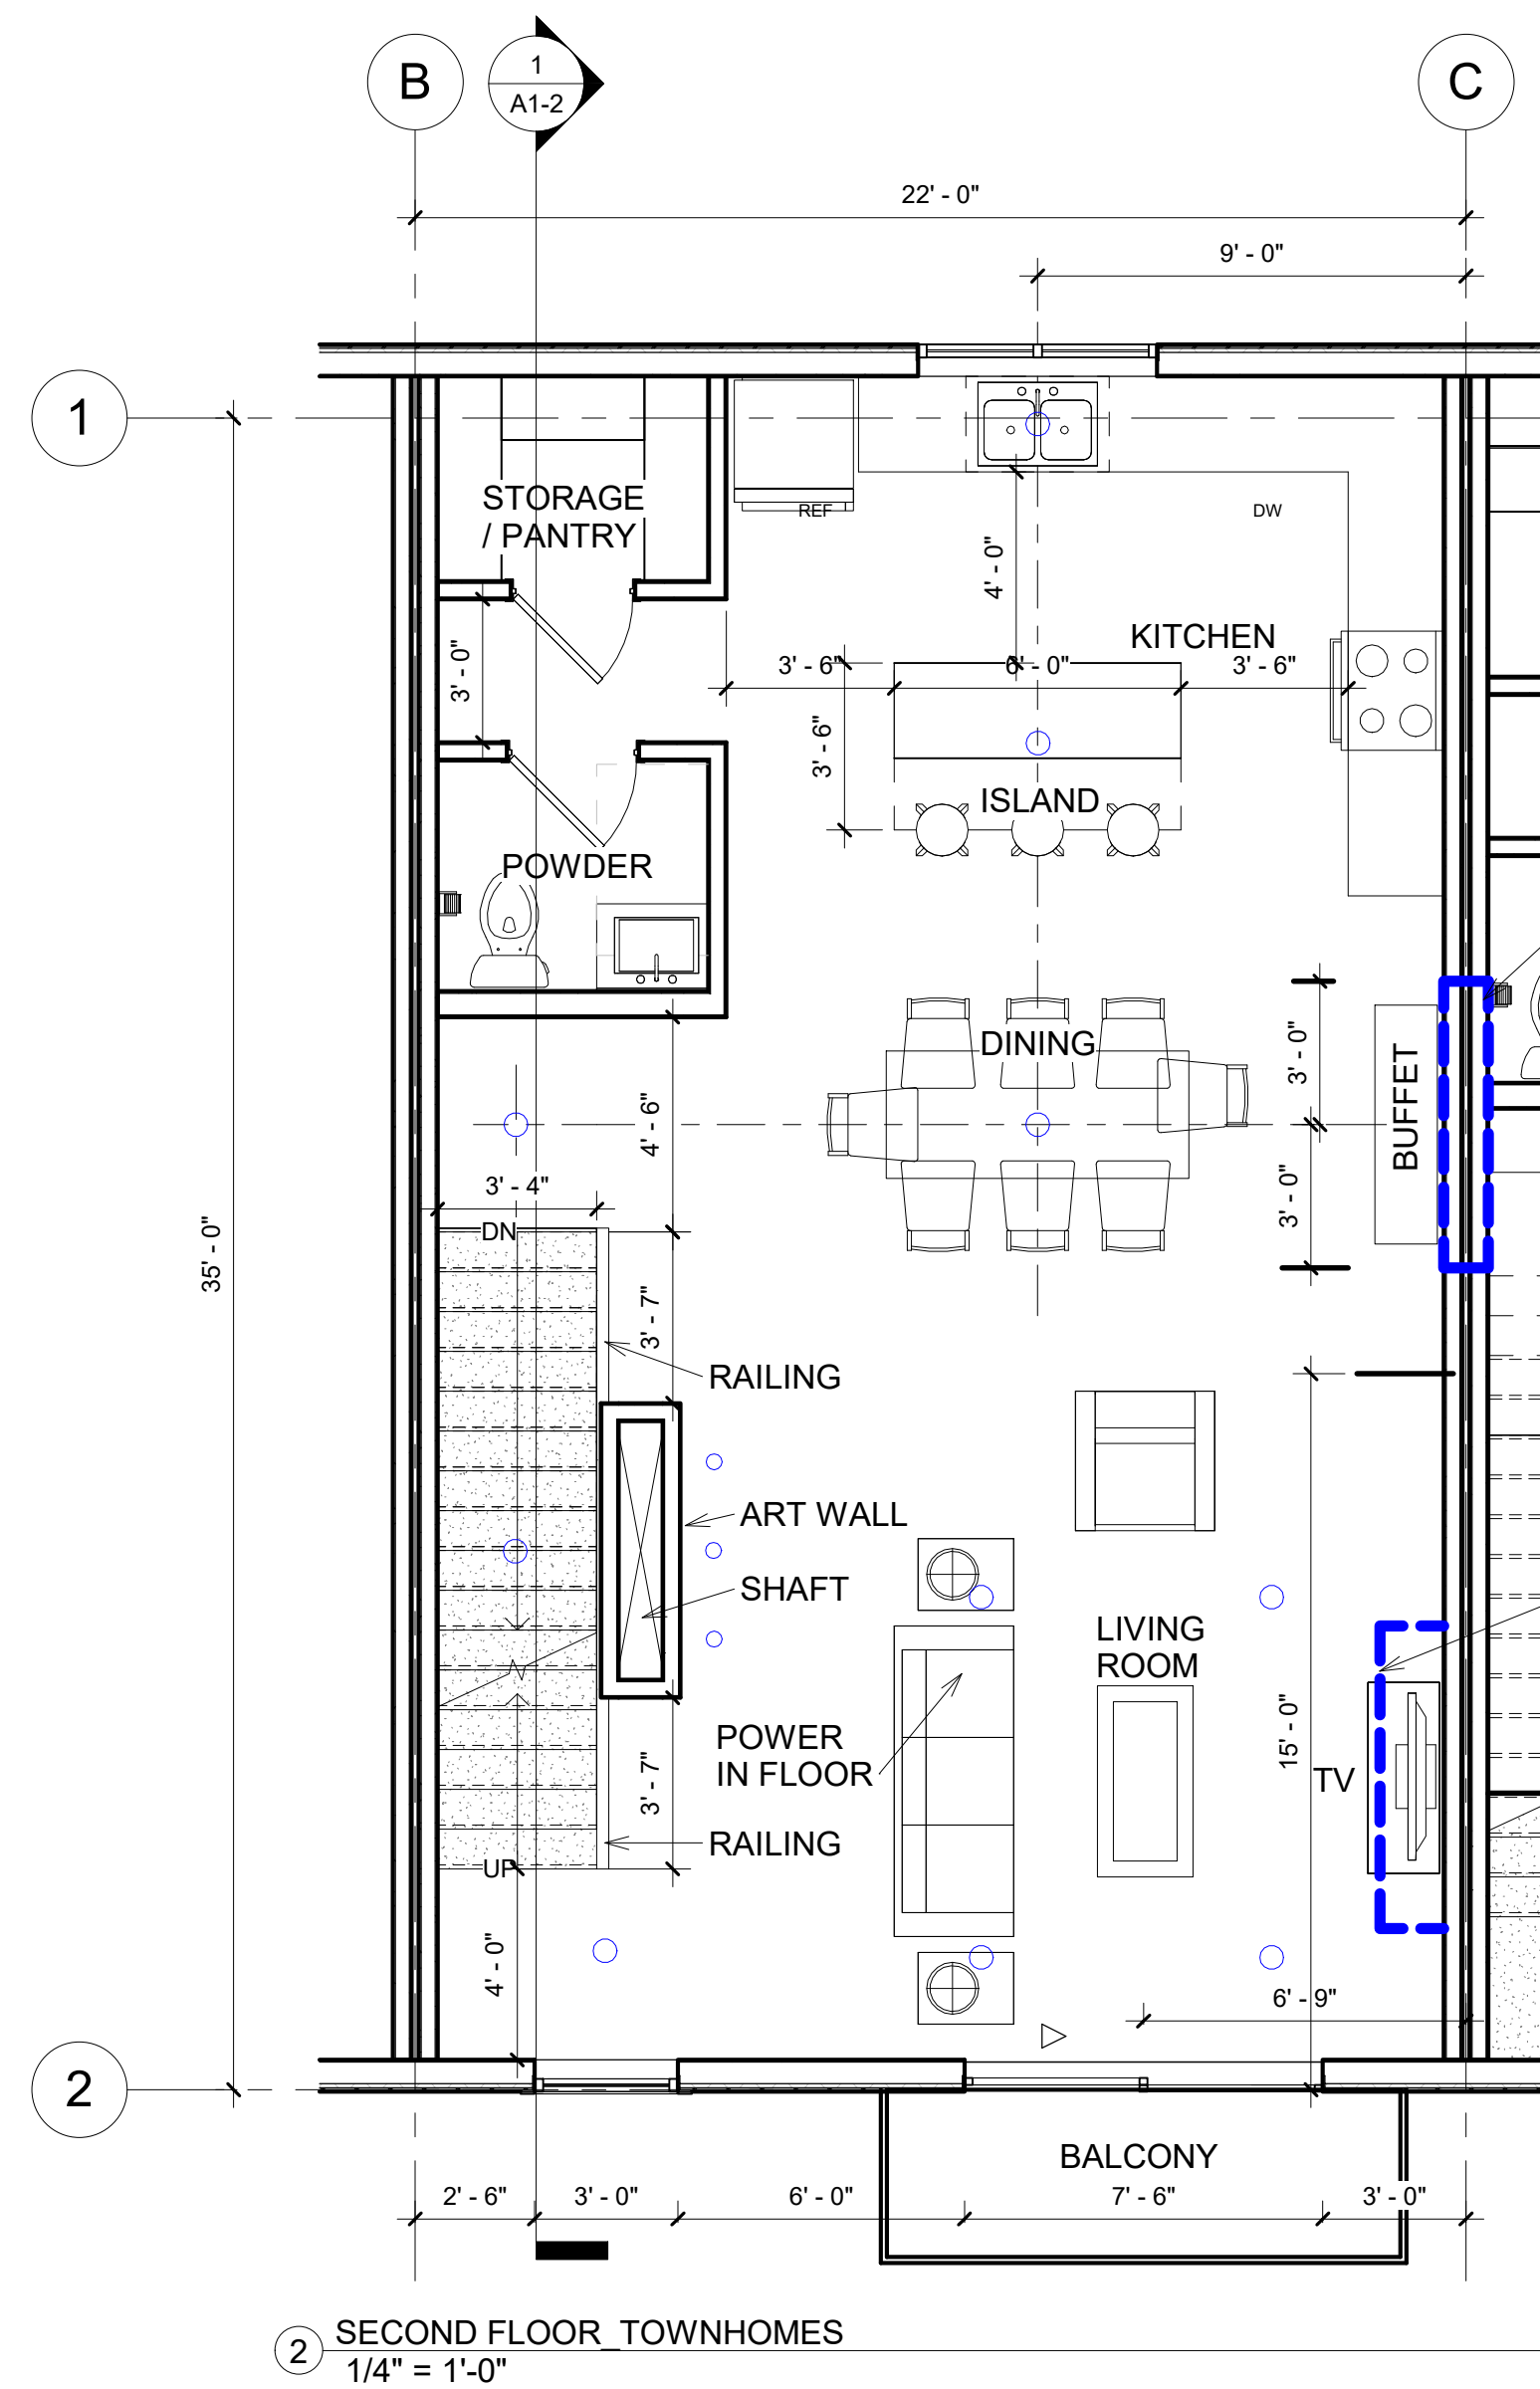 B
1
A1-2
C
22' - 0"
9' - 0"
1
STORAGE
/ PANTRY
REF
DW
4' - 0"
KITCHEN
3' - 0"
3' - 6"
6' - 0"
3' - 6"
3' - 6"
ISLAND
POWDER
DINING
3' - 0"
BUFFET
4' - 6"
3' - 4"
3' - 0"
DN
35' - 0"
3' - 7"
RAILING
ART WALL
SHAFT
LIVING
ROOM
POWER
IN FLOOR
15' - 0"
TV
3' - 7"
RAILING
UP
4' - 0"
6' - 9"
2
BALCONY
2' - 6"
3' - 0"
6' - 0"
7' - 6"
3' - 0"
2
SECOND FLOOR_TOWNHOMES
1/4" = 1'-0"